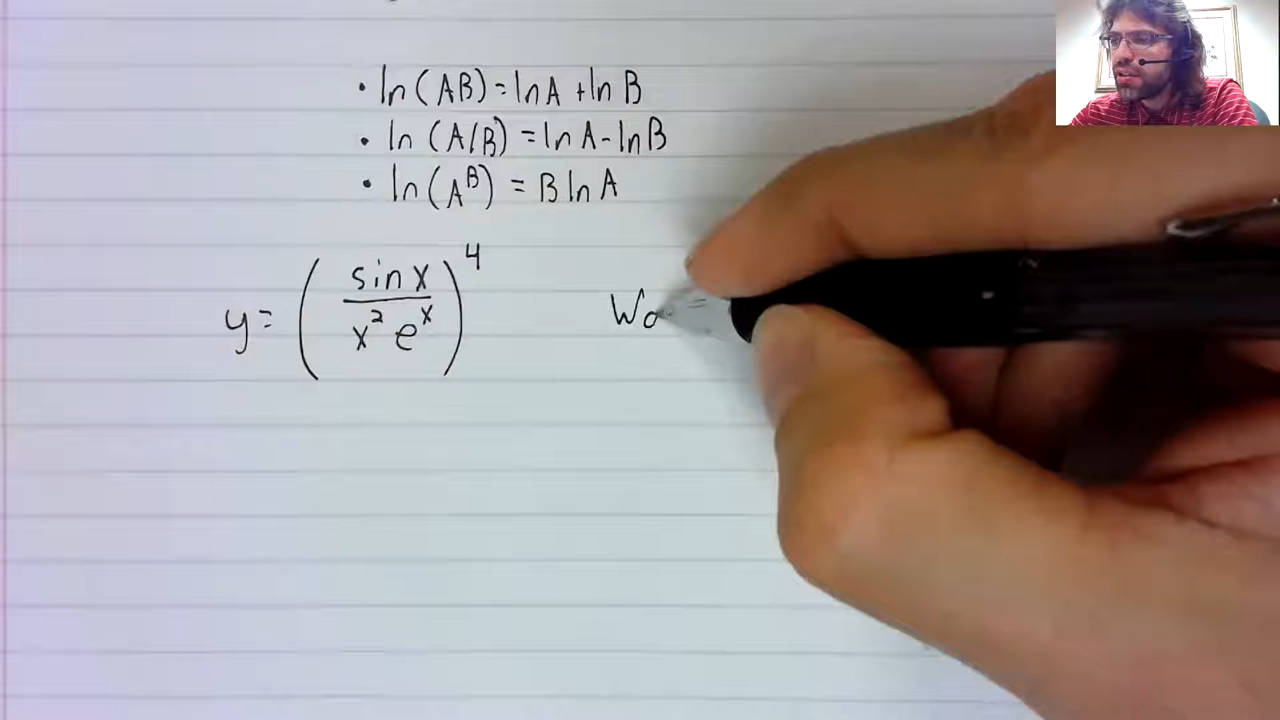 • ln(AB) = ln A + ln B
• ln (A/B) = ln A - ln B
• ln(A^B) = B ln A
y = (sin x / x² e^x)^4